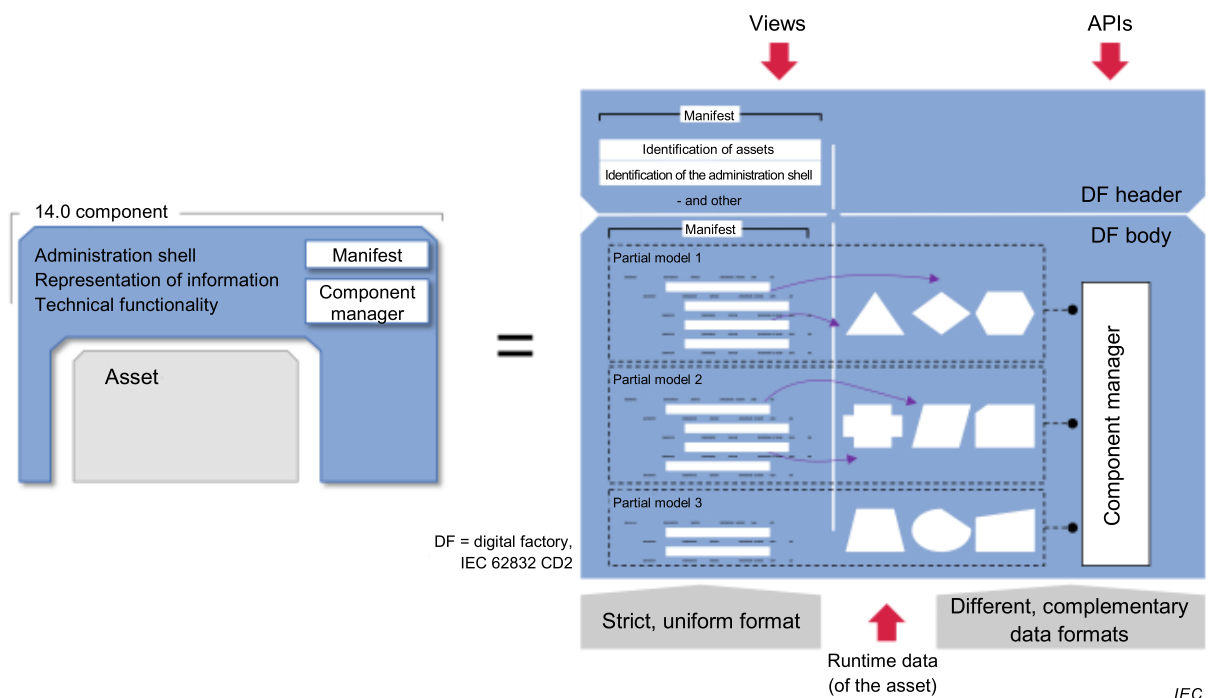 Views
APIs
Manifest
Identification of assets
Identification of the administration shell
- and other
DF header
14.0 component
Administration shell
Representation of information
Technical functionality
Manifest
Component
manager
Asset
=
Manifest
DF body
Partial model 1
Partial model 2
Partial model 3
Component manager
DF = digital factory,
IEC 62832 CD2
Strict, uniform format
Different, complementary
data formats
Runtime data
(of the asset)
IEC